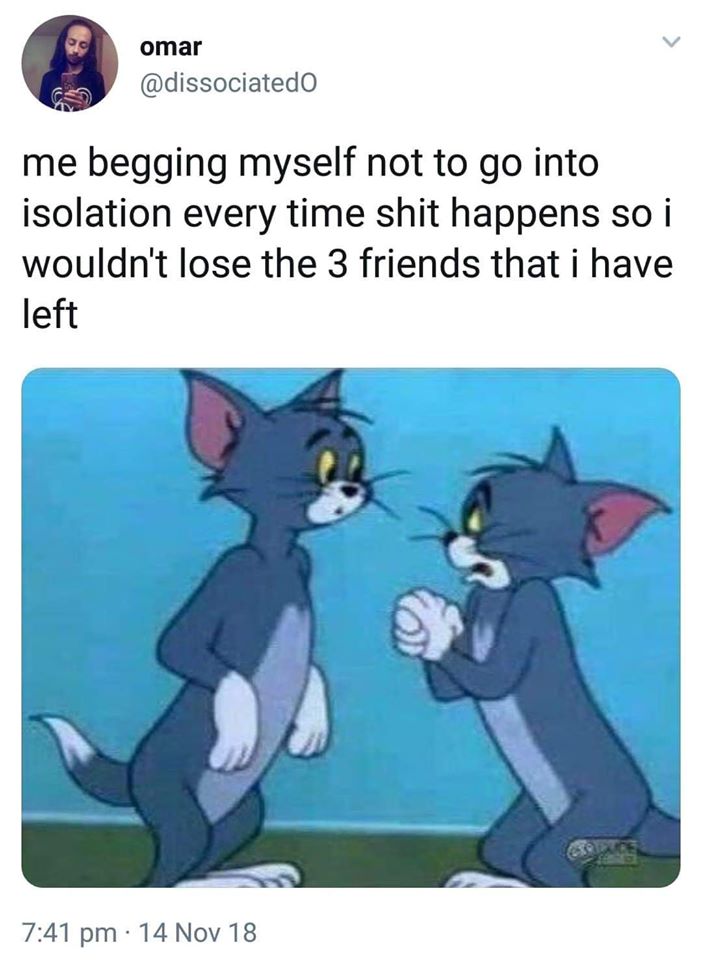 omar
@dissociatedO
me begging myself not to go into
isolation every time shit happens so i
wouldn't lose the 3 friends that i have
left
7:41 pm · 14 Nov 18